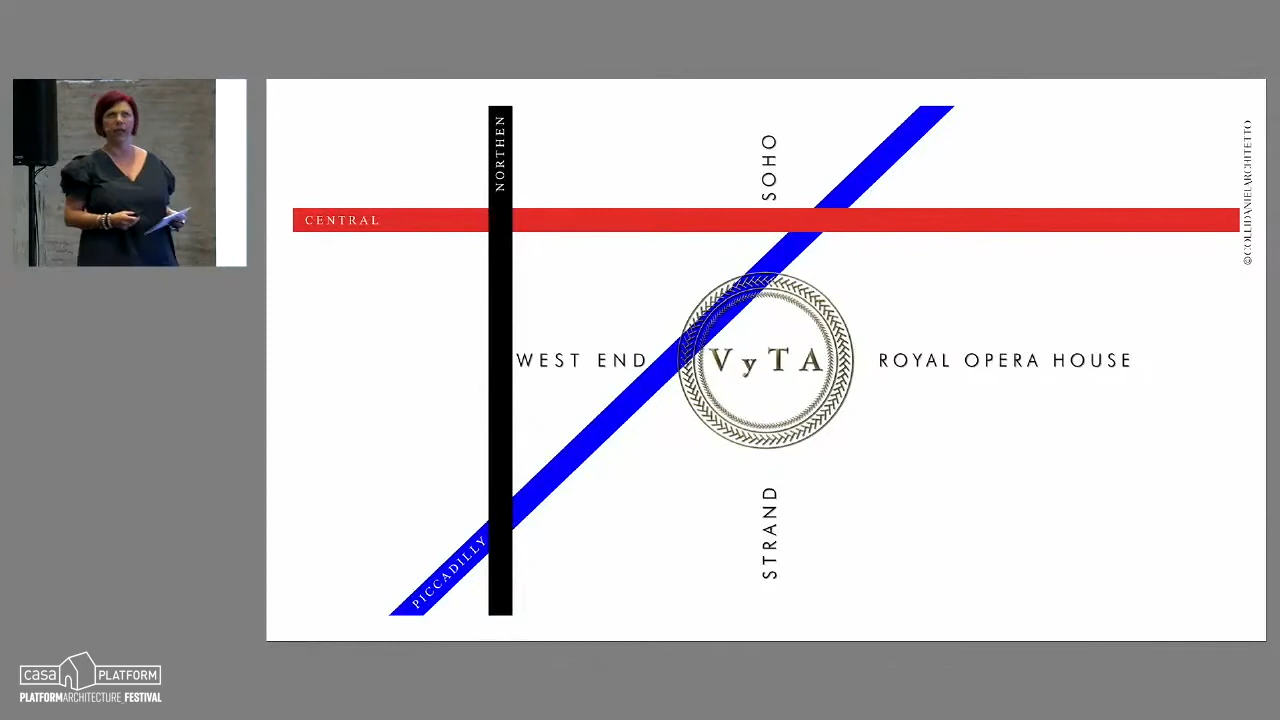 NORTHEN
SOHO
CENTRAL
©COLLIDANIELARCHITETTO
WEST END
VyTA
ROYAL OPERA HOUSE
STRAND
PICCADILLY
casa PLATFORM
PLATFORMARCHITECTURE_FESTIVAL